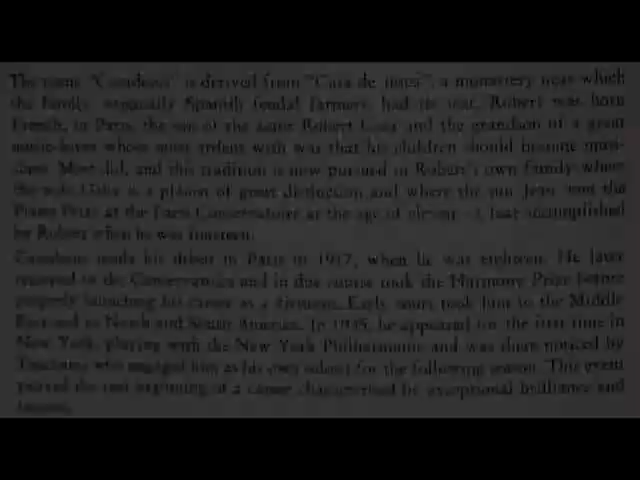 The name "Casadesus" is derived from "Casa de Jesus", a monastery near which
the family, originally Spanish feudal farmers, had its seat. Robert was born
French, in Paris, the son of the actor Robert Casa and the grandson of a great
music-lover whose most ardent wish was that his children should become musi-
cians. Most did, and this tradition is now pursued in Robert's own family where
the wife Gaby is a pianist of great distinction and where the son Jean won the
Piano Prize at the Paris Conservatoire at the age of eleven - a feat accomplished
by Robert when he was fourteen.
Casadesus made his debut in Paris in 1917, when he was eighteen. He later
returned to the Conservatoire and in due course took the Harmony Prize before
properly launching his career as a virtuoso. Early tours took him to the Middle
East and to North and South America. In 1935, he appeared for the first time in
New York, playing with the New York Philharmonic and was there noticed by
Toscanini who engaged him as his own soloist for the following season. This event
proved the real beginning of a career characterised by exceptional brilliance and